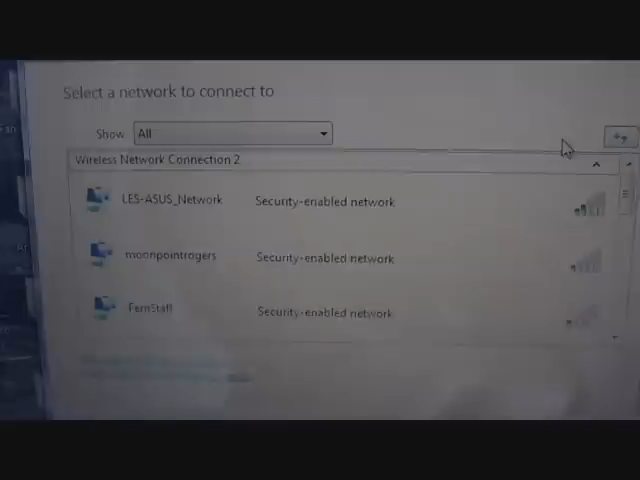 Select a network to connect to
Show All
Wireless Network Connection 2
LES-ASUS_Network Security-enabled network
moonpointrogers Security-enabled network
FernStaff Security-enabled network